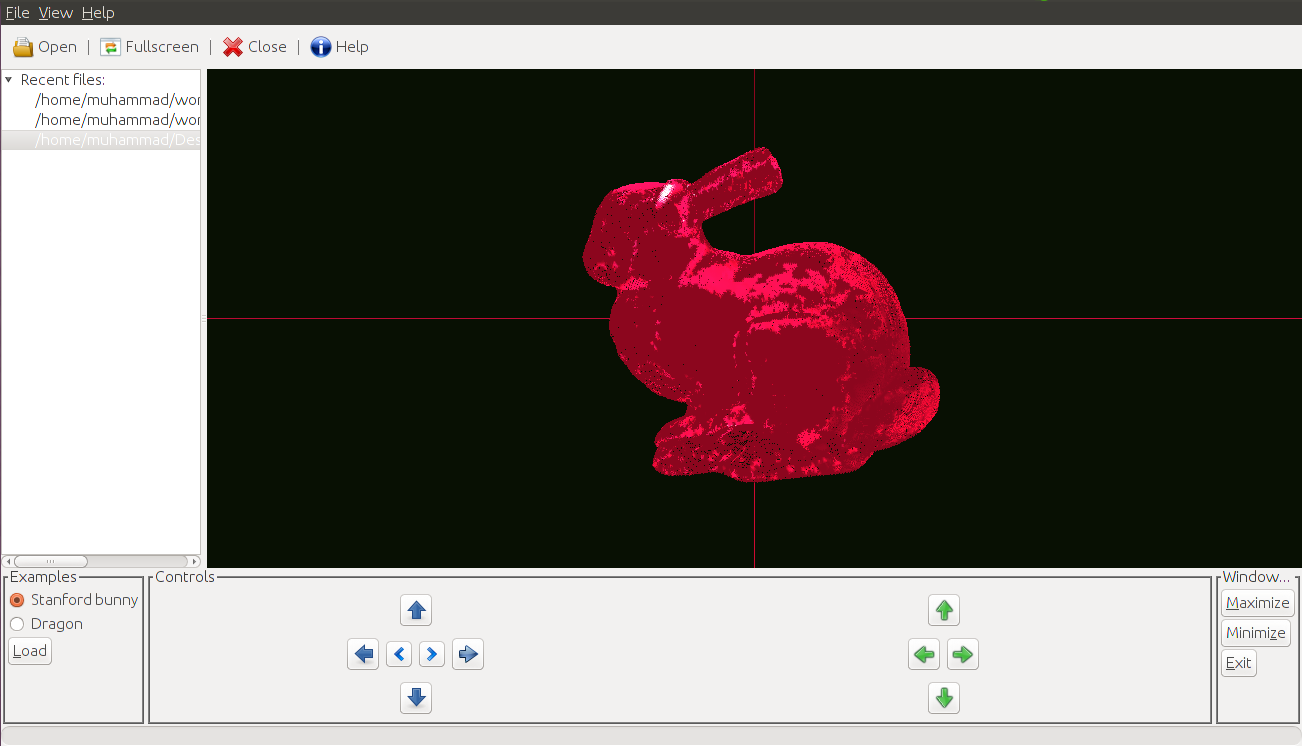 File View Help
Open | Fullscreen | Close | Help
Recent files:
/home/muhammad/wor
/home/muhammad/wor
/home/muhammad/Des
Examples
Stanford bunny
Dragon
Load
Controls
Window...
Maximize
Minimize
Exit